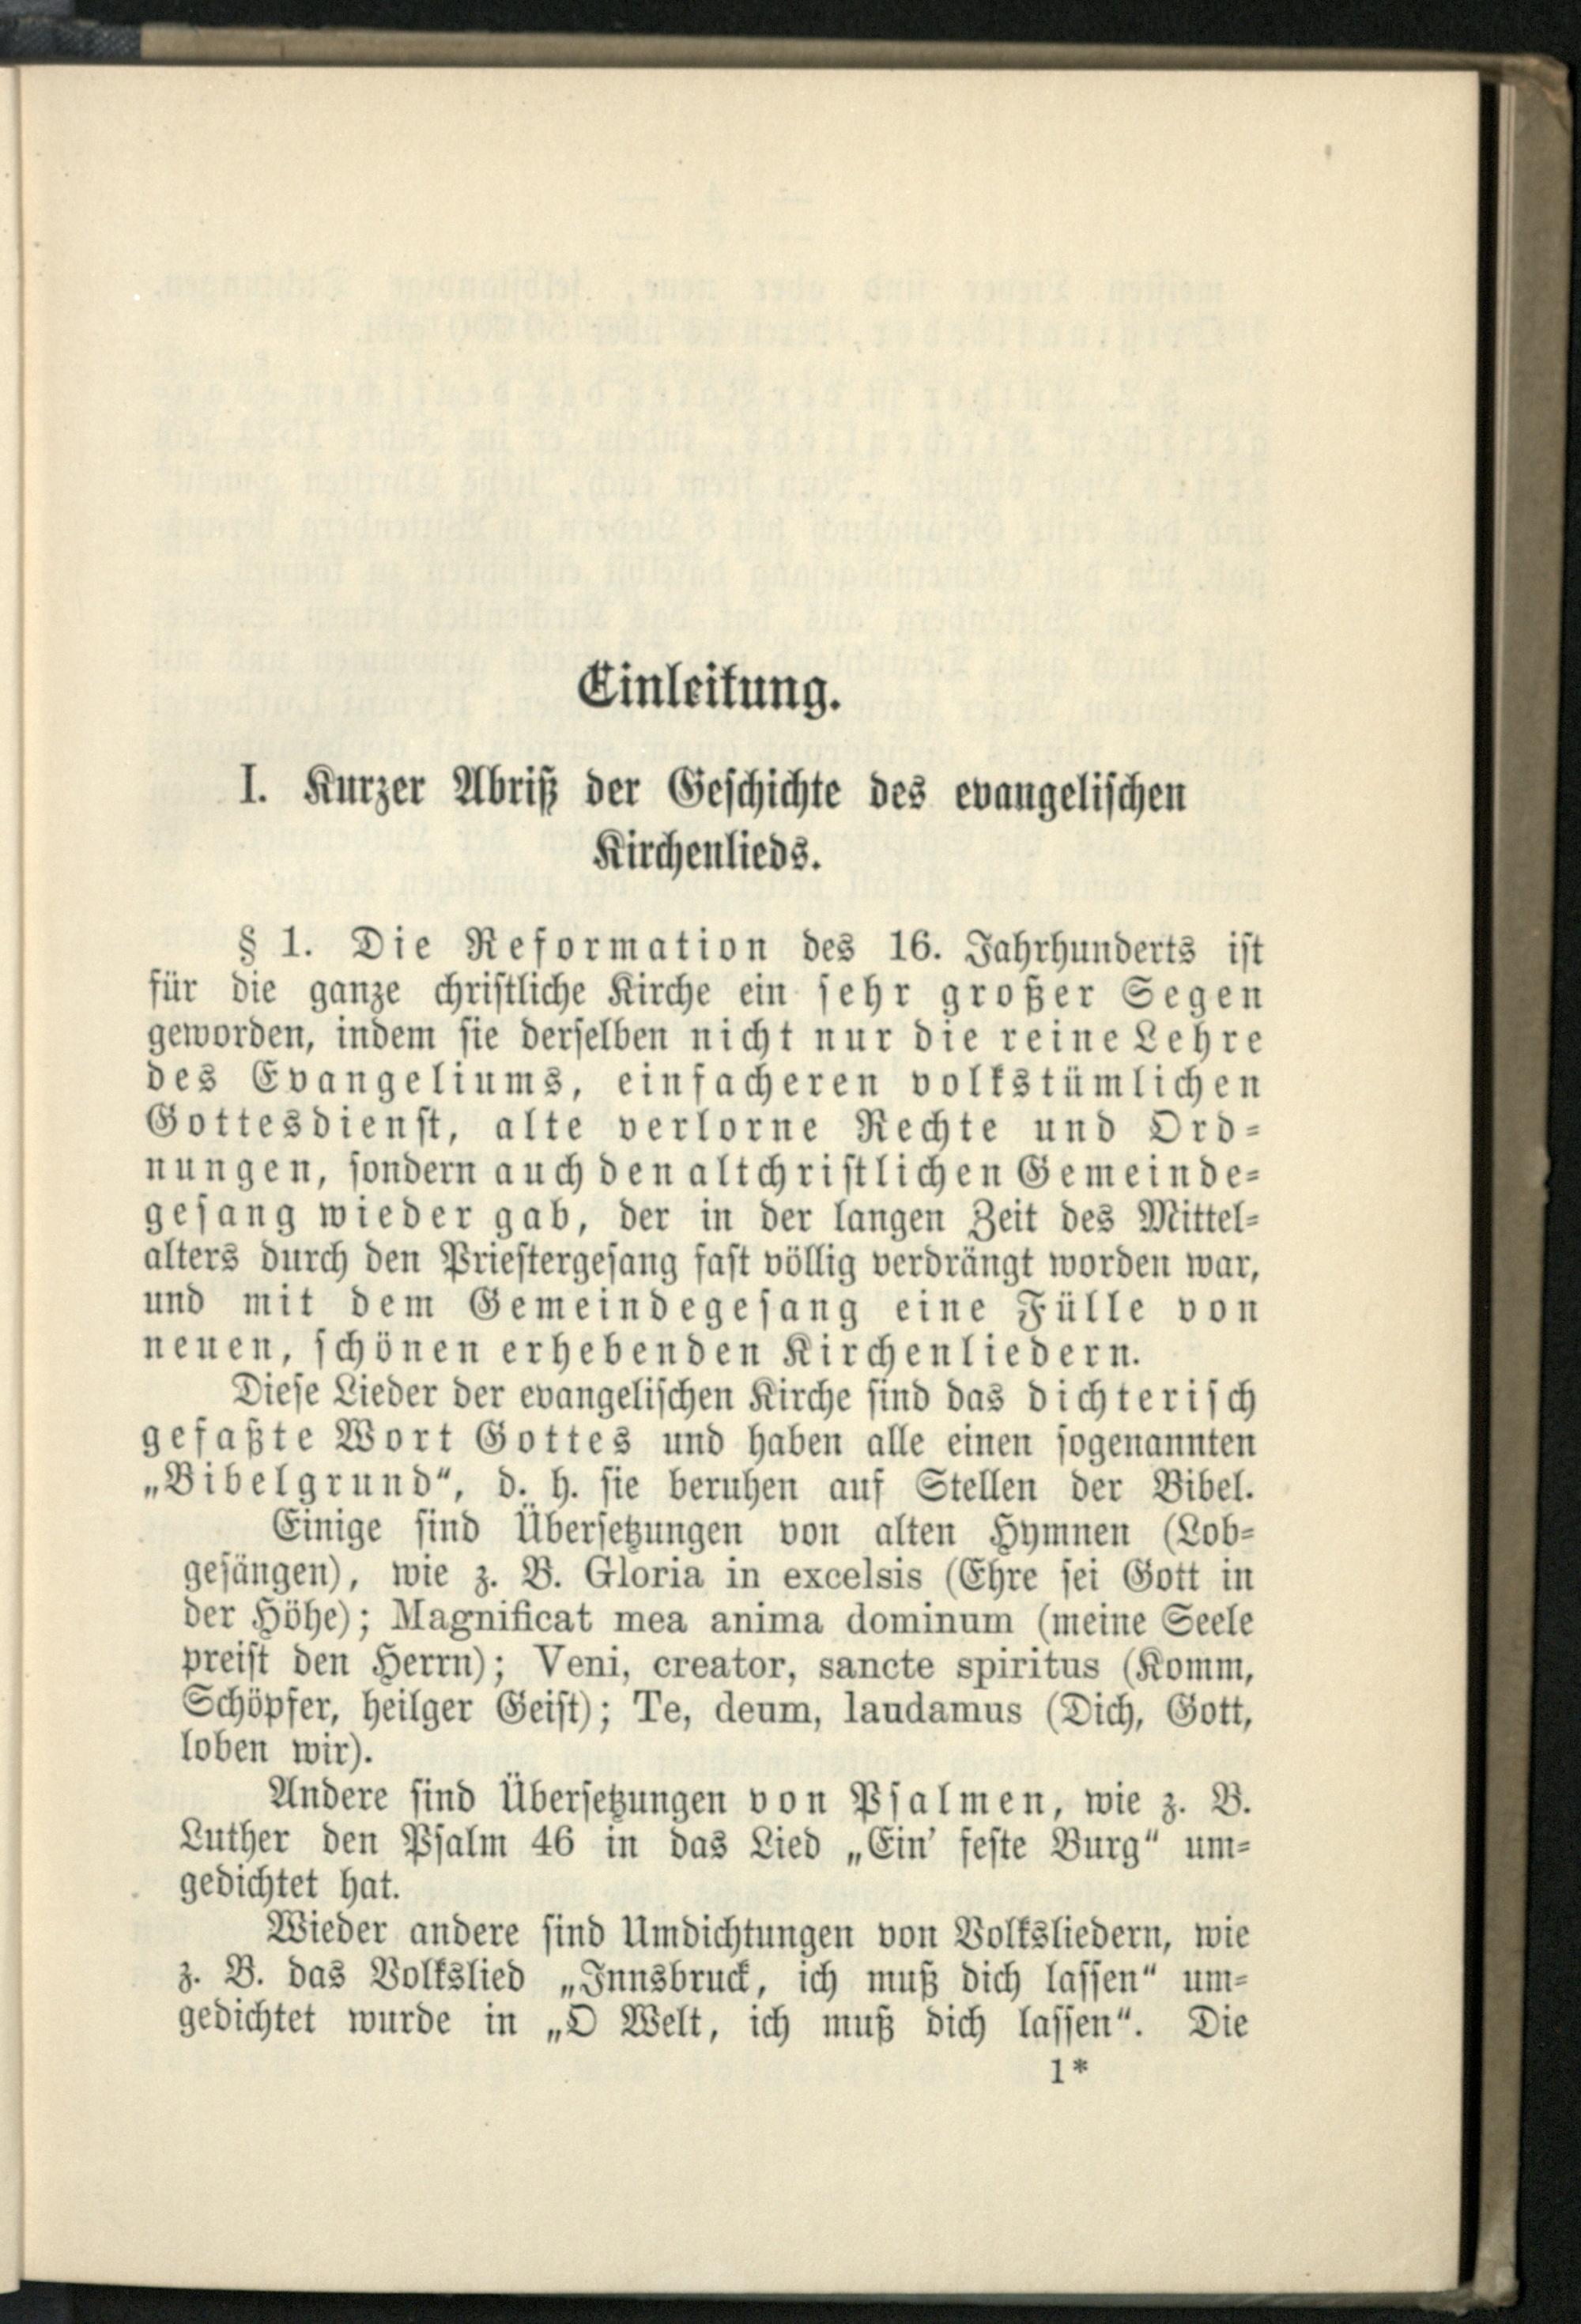 Einleitung.
I. Kurzer Abriß der Geschichte des evangelischen
Kirchenlieds.
§ 1. Die Reformation des 16. Jahrhunderts ist
für die ganze christliche Kirche ein sehr großer Segen
geworden, indem sie derselben nicht nur die reine Lehre
des Evangeliums, einfacheren volkstümlichen
Gottesdienst, alte verlorne Rechte und Ord-
nungen, sondern auch den altchristlichen Gemeinde-
gesang wieder gab, der in der langen Zeit des Mittel-
alters durch den Priestergesang fast völlig verdrängt worden war,
und mit dem Gemeindegesang eine Fülle von
neuen, schönen erhebenden Kirchenliedern.
Diese Lieder der evangelischen Kirche sind das dichterisch
gefaßte Wort Gottes und haben alle einen sogenannten
„Bibelgrund“, d. h. sie beruhen auf Stellen der Bibel.
Einige sind Übersetzungen von alten Hymnen (Lob-
gesängen), wie z. B. Gloria in excelsis (Ehre sei Gott in
der Höhe); Magnificat mea anima dominum (meine Seele
preist den Herrn); Veni, creator, sancte spiritus (Komm,
Schöpfer, heilger Geist); Te, deum, laudamus (Dich, Gott,
loben wir).
Andere sind Übersetzungen von Psalmen, wie z. B.
Luther den Psalm 46 in das Lied „Ein’ feste Burg“ um-
gedichtet hat.
Wieder andere sind Umdichtungen von Volksliedern, wie
z. B. das Volkslied „Innsbruck, ich muß dich lassen“ um-
gedichtet wurde in „O Welt, ich muß dich lassen“. Die
1*